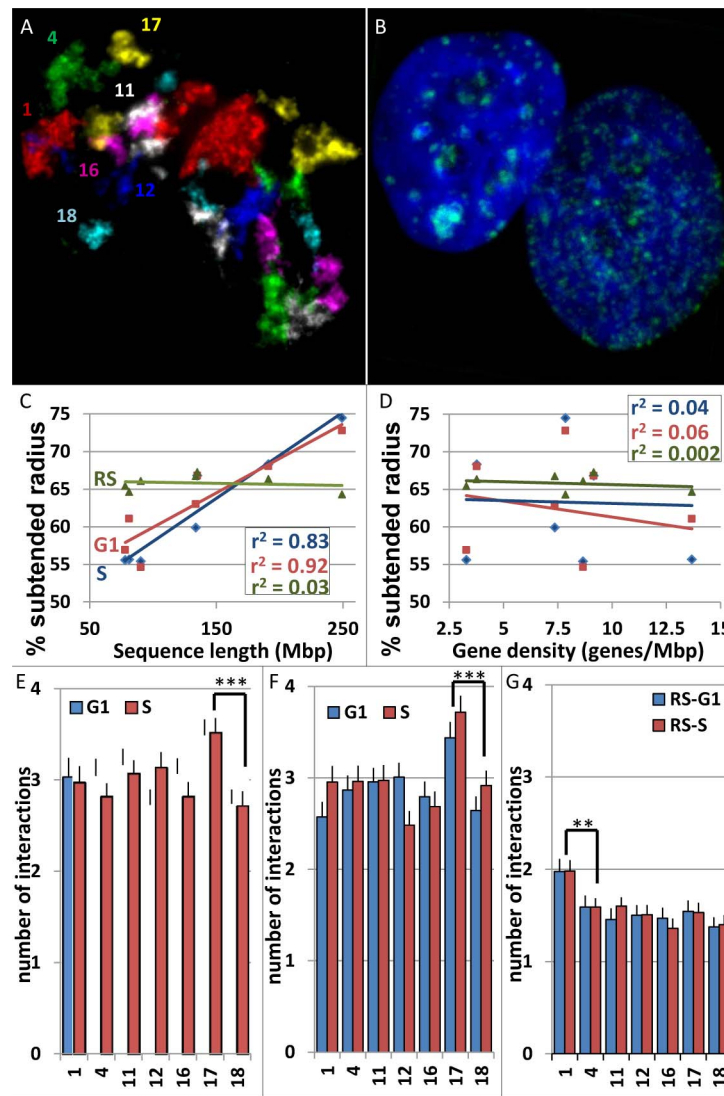 A
17
4
11
1
16
12
18
B
C
75
70
65
60
55
50
% subtended radius
RS
G1
S
r² = 0.83
r² = 0.92
r² = 0.03
50
150
250
Sequence length (Mbp)
D
75
70
65
60
55
50
% subtended radius
r² = 0.04
r² = 0.06
r² = 0.002
2.5
7.5
12.5
15
Gene density (genes/Mbp)
E
4
3
2
1
0
number of interactions
G1
S
***
1
4
11
12
16
17
18
F
4
3
2
1
0
number of interactions
G1
S
***
1
4
11
12
16
17
18
G
4
3
2
1
0
number of interactions
RS-G1
RS-S
**
1
4
11
12
16
17
18